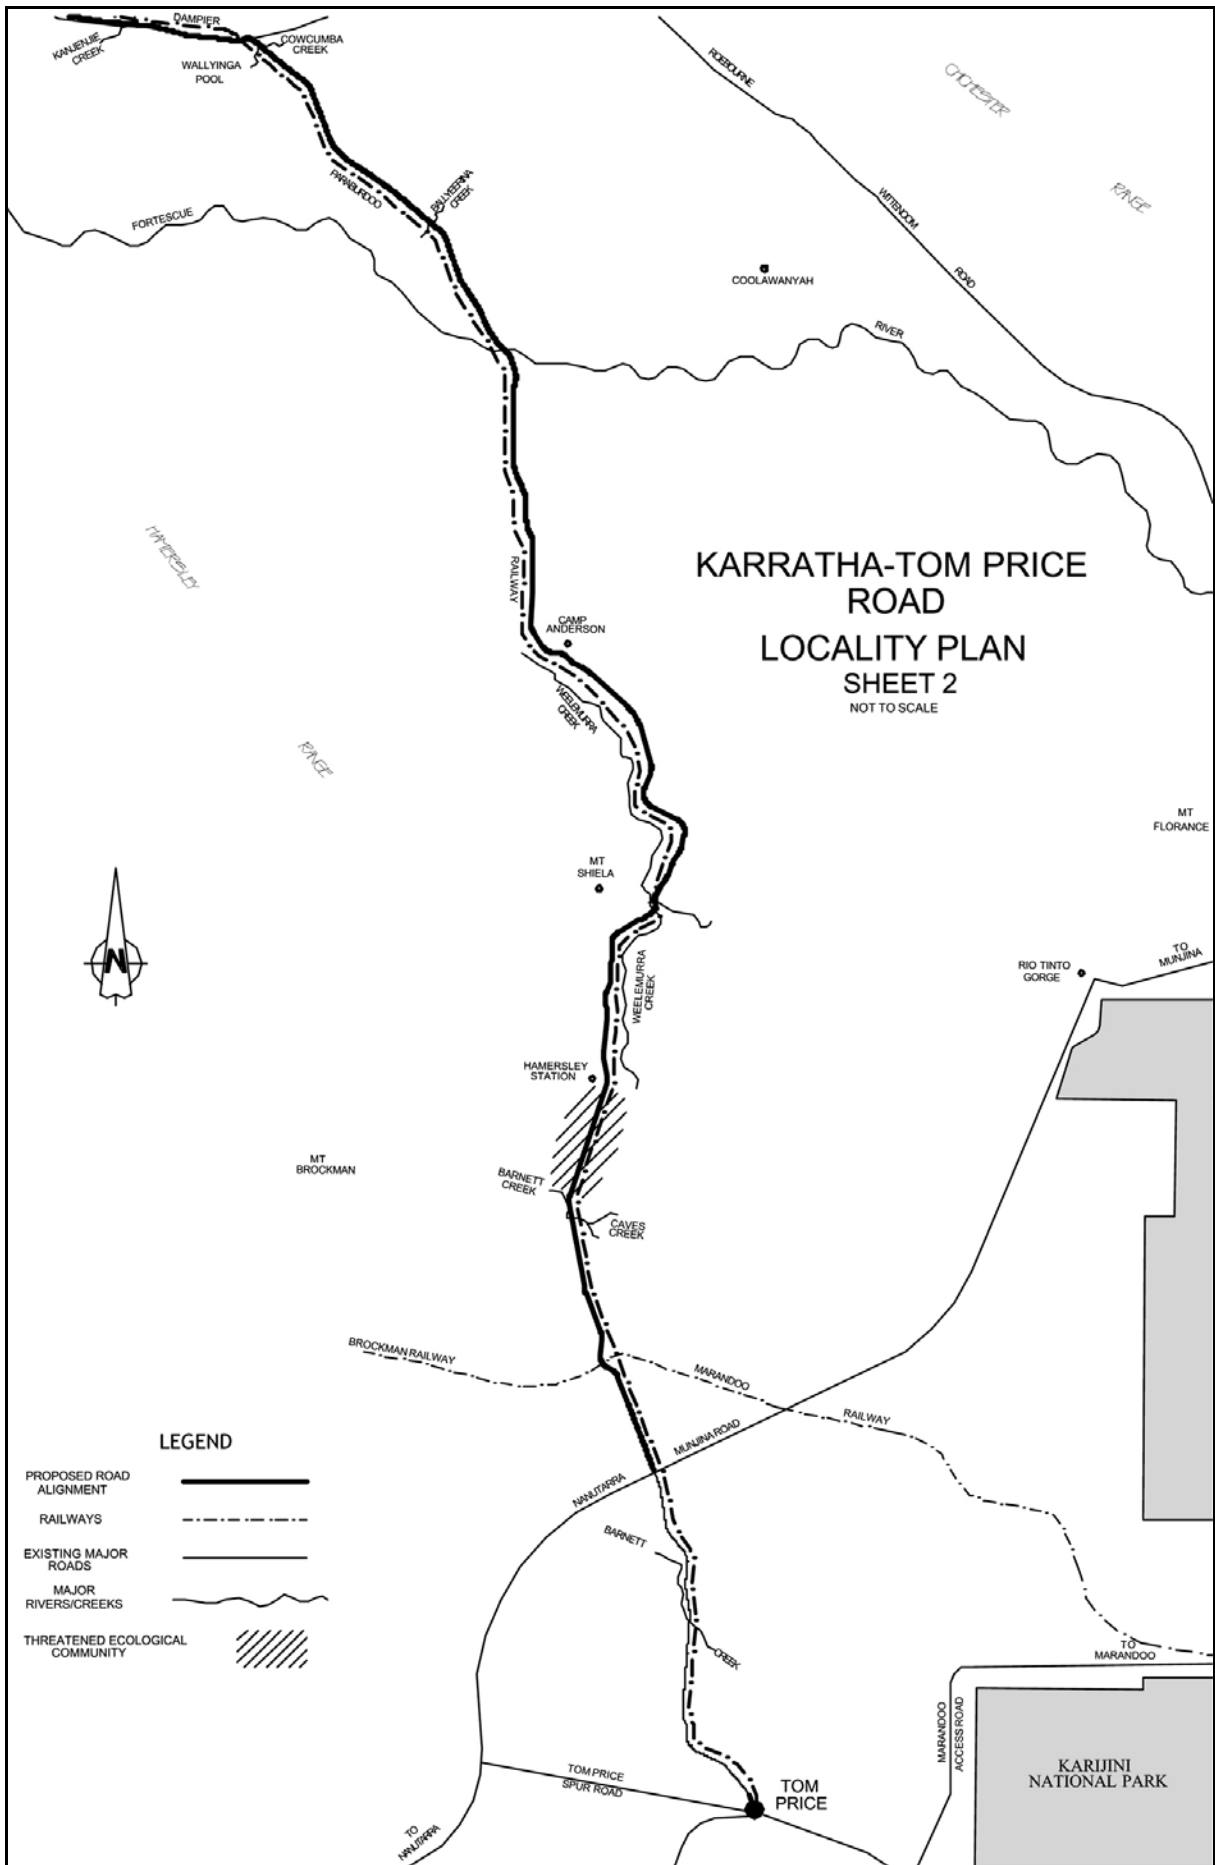 DAMPIER
KANJENJIE
CREEK
COWCUMBA
CREEK
WALLYINGA
POOL
ROEBOURNE
CHICHESTER
PARABURDOO
CREEK
WITTENOOM
RANGE
FORTESCUE
ROAD
COOLAWANYAH
RIVER
HAMERSLEY
KARRATHA-TOM PRICE
ROAD
LOCALITY PLAN
SHEET 2
NOT TO SCALE
RAILWAY
CAMP
ANDERSON
WEELEMURRA
CREEK
RANGE
MT
FLORANCE
MT
SHIELA
N
WEELEMURRA
CREEK
RIO TINTO
GORGE
TO
MUNJINA
HAMERSLEY
STATION
MT
BROCKMAN
BARNETT
CREEK
CAVES
CREEK
BROCKMAN RAILWAY
MARANDOO
RAILWAY
MUNJINA ROAD
NANUTARRA
BARNETT
CREEK
LEGEND
PROPOSED ROAD
ALIGNMENT
RAILWAYS
EXISTING MAJOR
ROADS
MAJOR
RIVERS/CREEKS
THREATENED ECOLOGICAL
COMMUNITY
TO
MARANDOO
MARANDOO
ACCESS ROAD
KARIJINI
NATIONAL PARK
TOM PRICE
SPUR ROAD
TOM
PRICE
TO
NANUTARRA